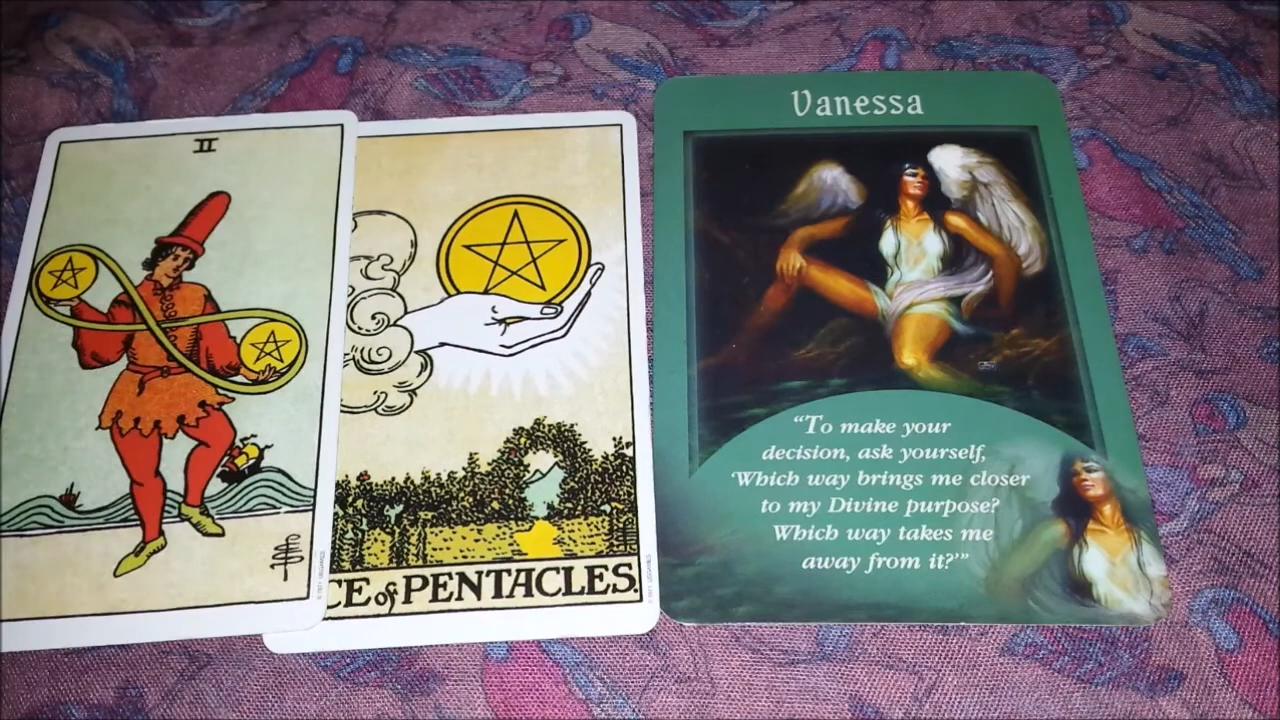 II
CE of PENTACLES.
Vanessa
“To make your
decision, ask yourself,
‘Which way brings me closer
to my Divine purpose?
Which way takes me
away from it?’”